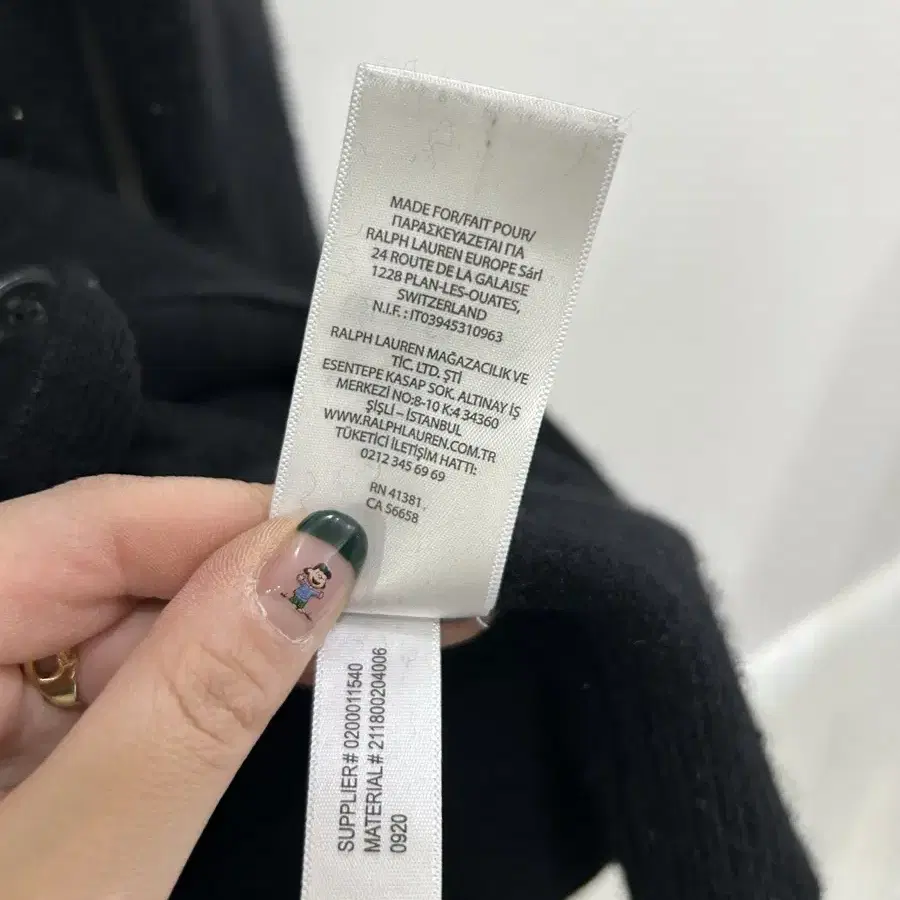 MADE FOR/FAIT POUR/
ΠΑΡΑΣΚΕΥΑΖΕΤΑΙ ΓΙΑ
RALPH LAUREN EUROPE Sárl
24 ROUTE DE LA GALAISE
1228 PLAN-LES-OUATES,
SWITZERLAND
N.I.F. : IT03945310963
RALPH LAUREN MAĞAZACILIK VE
TİC. LTD. ŞTİ
ESENTEPE KASAP SOK. ALTINAY İŞ
MERKEZİ NO:8-10 K:4 34360
ŞİŞLİ – İSTANBUL
WWW.RALPHLAUREN.COM.TR
TÜKETİCİ İLETİŞİM HATTI:
0212 345 69 69
RN 41381,
CA 56658
SUPPLIER# 0200011540
MATERIAL# 211800204006
0920